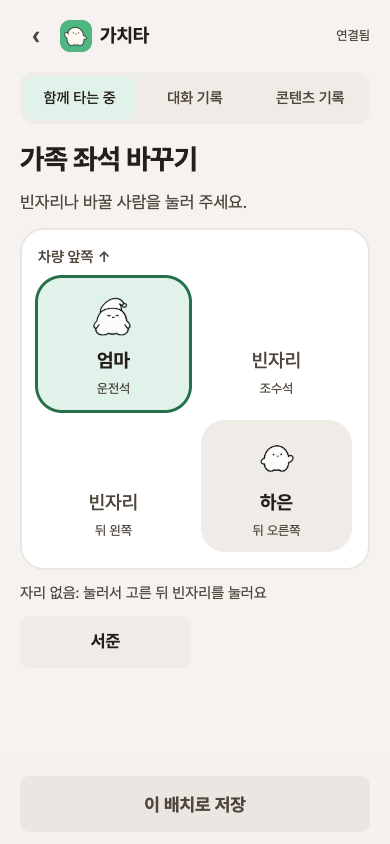 ‹ 가치타 연결됨
함께 타는 중 대화 기록 콘텐츠 기록
가족 좌석 바꾸기
빈자리나 바꿀 사람을 눌러 주세요.
차량 앞쪽 ↑
엄마
운전석
빈자리
조수석
빈자리
뒤 왼쪽
하은
뒤 오른쪽
자리 없음: 눌러서 고른 뒤 빈자리를 눌러요
서준
이 배치로 저장